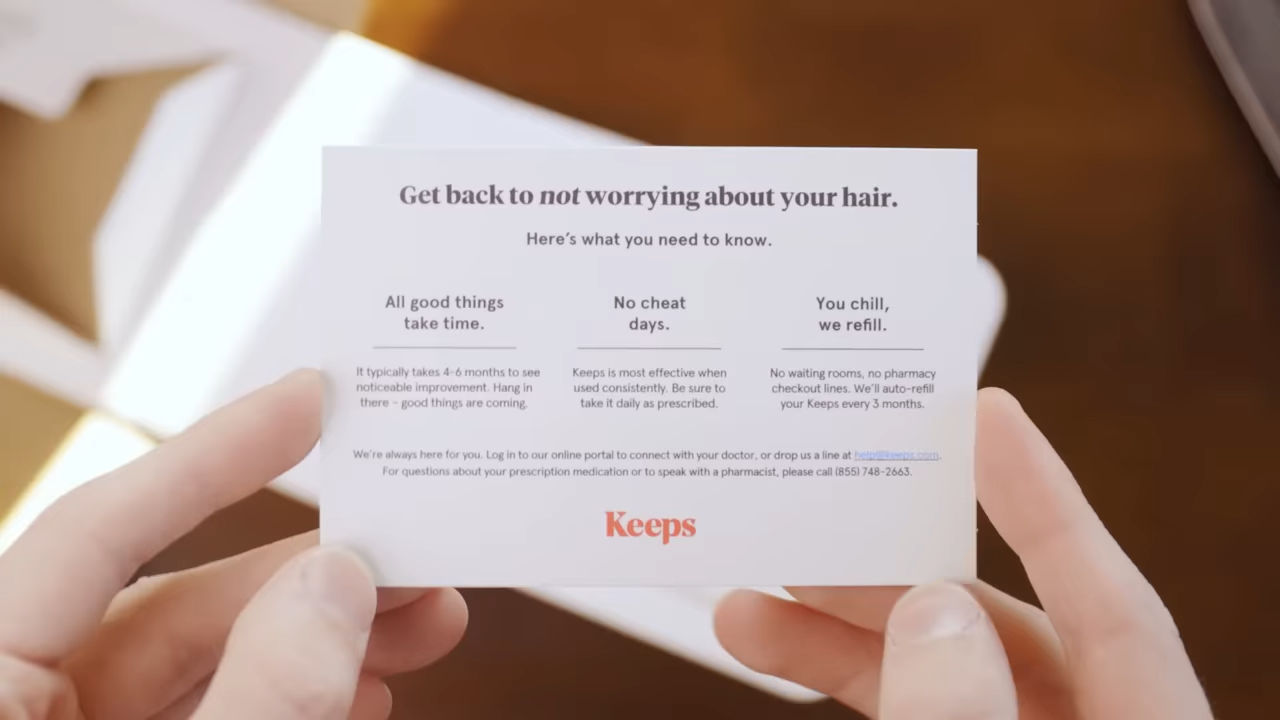 Get back to not worrying about your hair.
Here's what you need to know.
All good things
take time.
It typically takes 4-6 months to see
noticeable improvement. Hang in
there – good things are coming.
No cheat
days.
Keeps is most effective when
used consistently. Be sure to
take it daily as prescribed.
You chill,
we refill.
No waiting rooms, no pharmacy
checkout lines. We'll auto-refill
your Keeps every 3 months.
We're always here for you. Log in to our online portal to connect with your doctor, or drop us a line at help@keeps.com.
For questions about your prescription medication or to speak with a pharmacist, please call (855) 748-2663.
Keeps